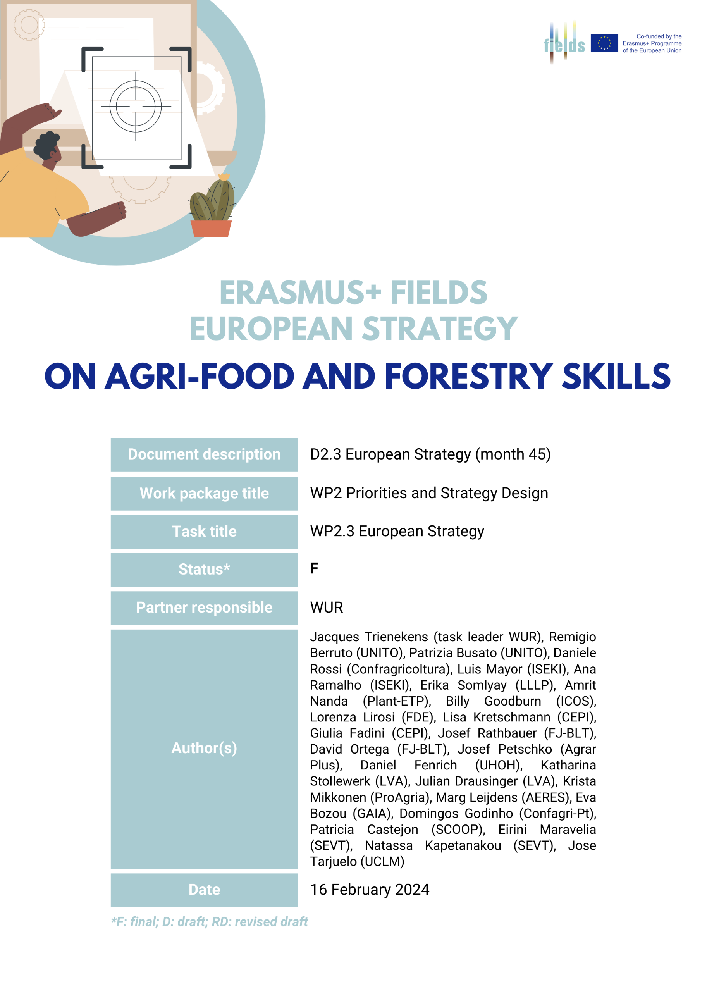 fields
Co-funded by the
Erasmus+ Programme
of the European Union
ERASMUS+ FIELDS
EUROPEAN STRATEGY
ON AGRI-FOOD AND FORESTRY SKILLS
Document description
D2.3 European Strategy (month 45)
Work package title
WP2 Priorities and Strategy Design
Task title
WP2.3 European Strategy
Status*
F
Partner responsible
WUR
Author(s)
Jacques Trienekens (task leader WUR), Remigio
Berruto (UNITO), Patrizia Busato (UNITO), Daniele
Rossi (Confragricoltura), Luis Mayor (ISEKI), Ana
Ramalho (ISEKI), Erika Somlyay (LLLP), Amrit
Nanda (Plant-ETP), Billy Goodburn (ICOS),
Lorenza Lirosi (FDE), Lisa Kretschmann (CEPI),
Giulia Fadini (CEPI), Josef Rathbauer (FJ-BLT),
David Ortega (FJ-BLT), Josef Petschko (Agrar
Plus), Daniel Fenrich (UHOH), Katharina
Stollewerk (LVA), Julian Drausinger (LVA), Krista
Mikkonen (ProAgria), Marg Leijdens (AERES), Eva
Bozou (GAIA), Domingos Godinho (Confagri-Pt),
Patricia Castejon (SCOOP), Eirini Maravelia
(SEVT), Natassa Kapetanakou (SEVT), Jose
Tarjuelo (UCLM)
Date
16 February 2024
*F: final; D: draft; RD: revised draft